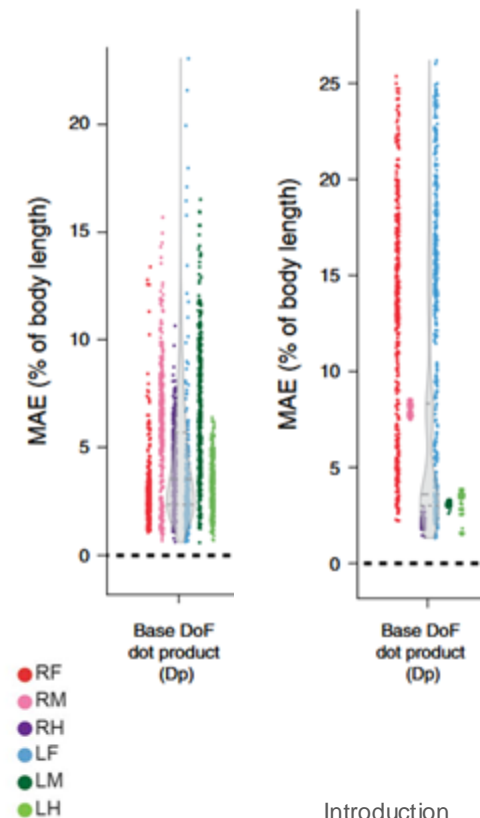 MAE (% of body length)
20
15
10
5
0
Base DoF
dot product
(Dp)
MAE (% of body length)
25
20
15
10
5
0
Base DoF
dot product
(Dp)
RF
RM
RH
LF
LM
LH
Introduction